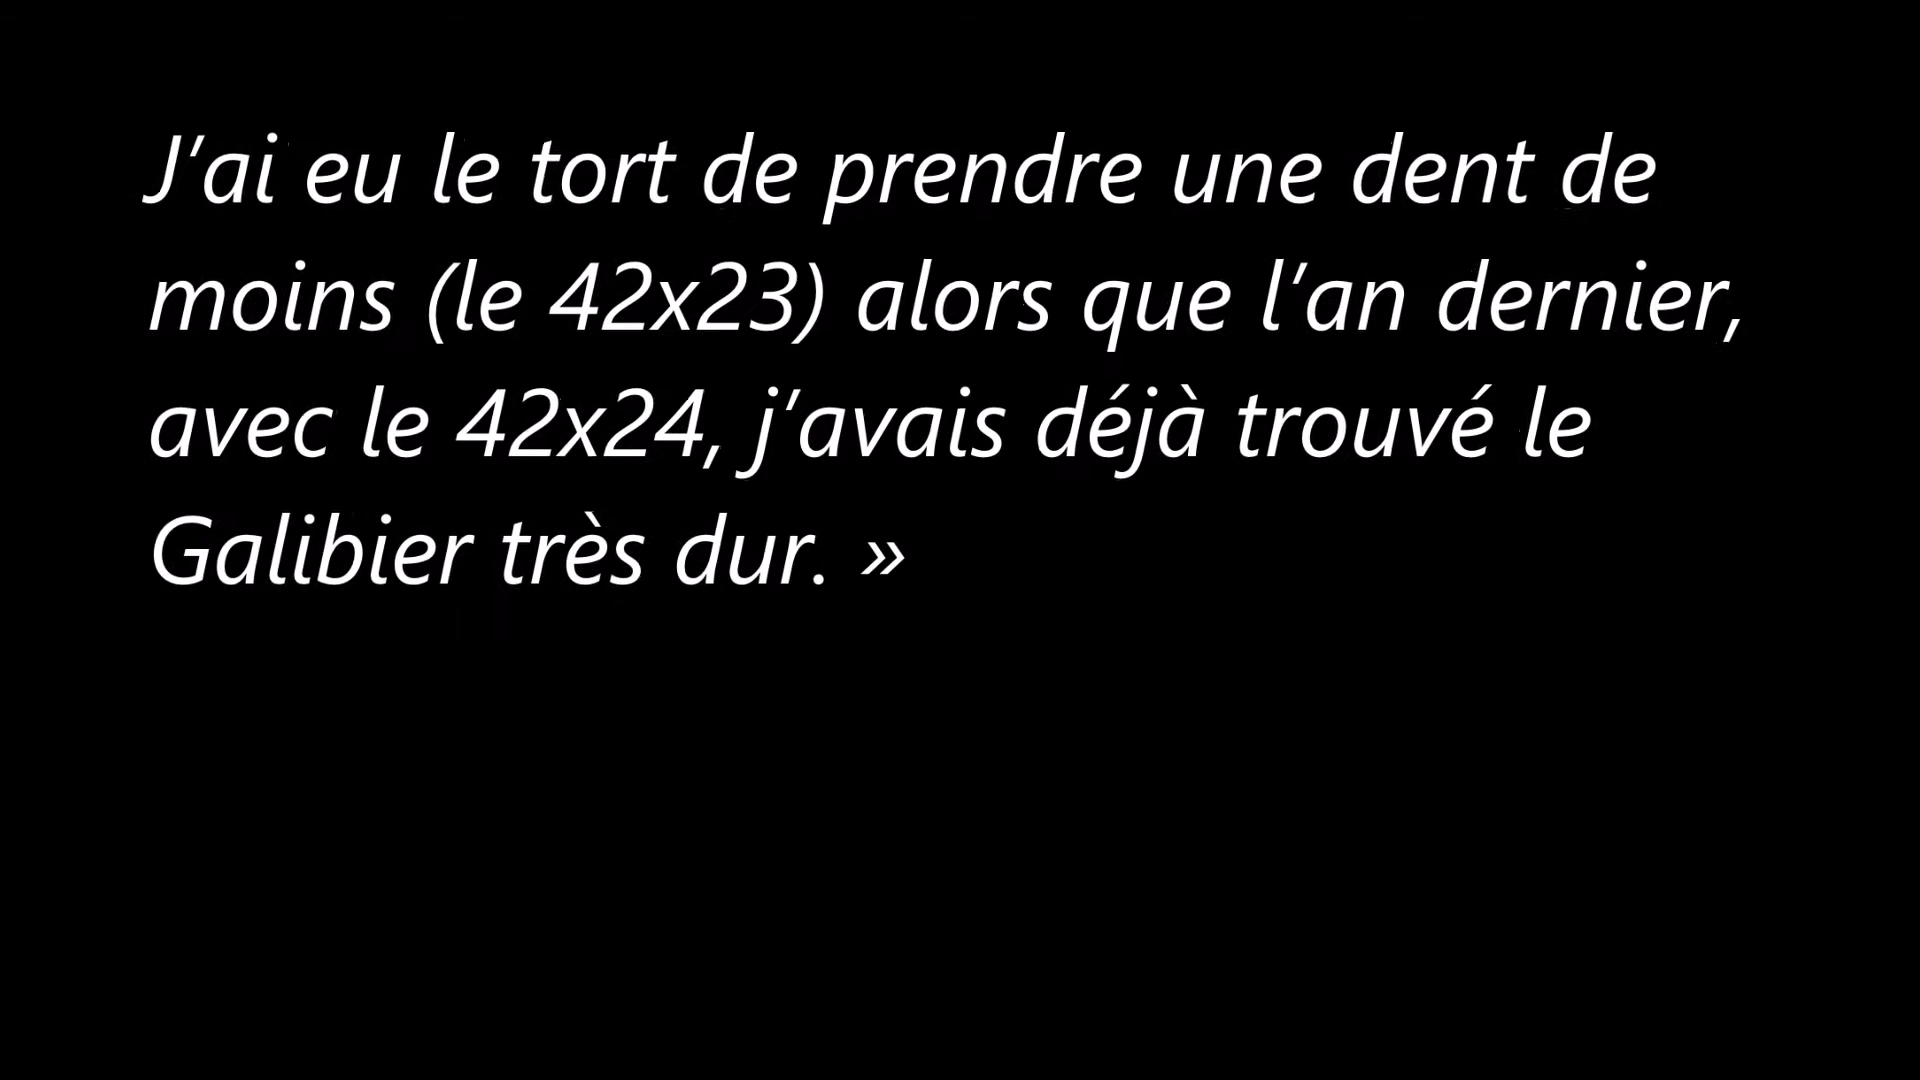 J’ai eu le tort de prendre une dent de
moins (le 42x23) alors que l’an dernier,
avec le 42x24, j’avais déjà trouvé le
Galibier très dur. »